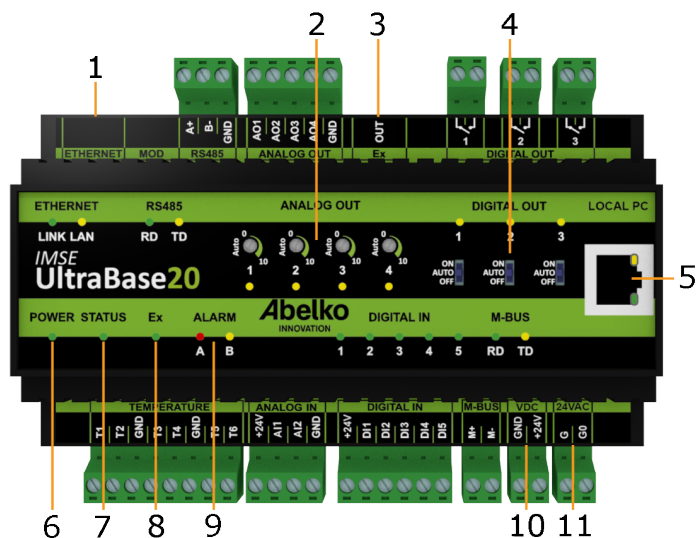 1 2 3 4
A+ B- GND AO1 AO2 AO3 AO4 GND OUT 1 2 3
ETHERNET MOD RS485 ANALOG OUT Ex DIGITAL OUT
ETHERNET RS485 ANALOG OUT DIGITAL OUT LOCAL PC
LINK LAN RD TD 1 2 3
Auto 0 10 Auto 0 10 Auto 0 10 Auto 0 10
1 2 3 4
ON AUTO OFF ON AUTO OFF ON AUTO OFF
5
IMSE
UltraBase20
POWER STATUS Ex ALARM Abelko DIGITAL IN M-BUS
INNOVATION
A B 1 2 3 4 5 RD TD
TEMPERATURE ANALOG IN DIGITAL IN M-BUS VDC 24VAC
T1 T2 GND T3 T4 GND T5 T6 +24V AI1 AI2 GND +24V DI1 DI2 DI3 DI4 DI5 M+ M- GND +24V G G0
6 7 8 9 10 11